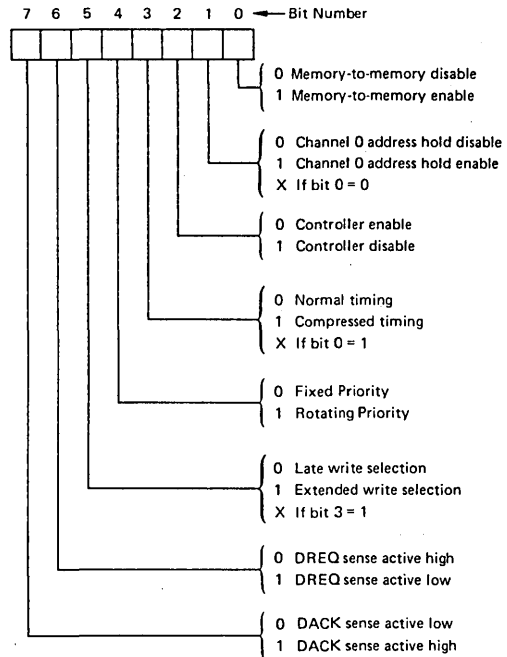 7 6 5 4 3 2 1 0 Bit Number
0 Memory-to-memory disable
1 Memory-to-memory enable
0 Channel 0 address hold disable
1 Channel 0 address hold enable
X If bit 0 = 0
0 Controller enable
1 Controller disable
0 Normal timing
1 Compressed timing
X If bit 0 = 1
0 Fixed Priority
1 Rotating Priority
0 Late write selection
1 Extended write selection
X If bit 3 = 1
0 DREQ sense active high
1 DREQ sense active low
0 DACK sense active low
1 DACK sense active high